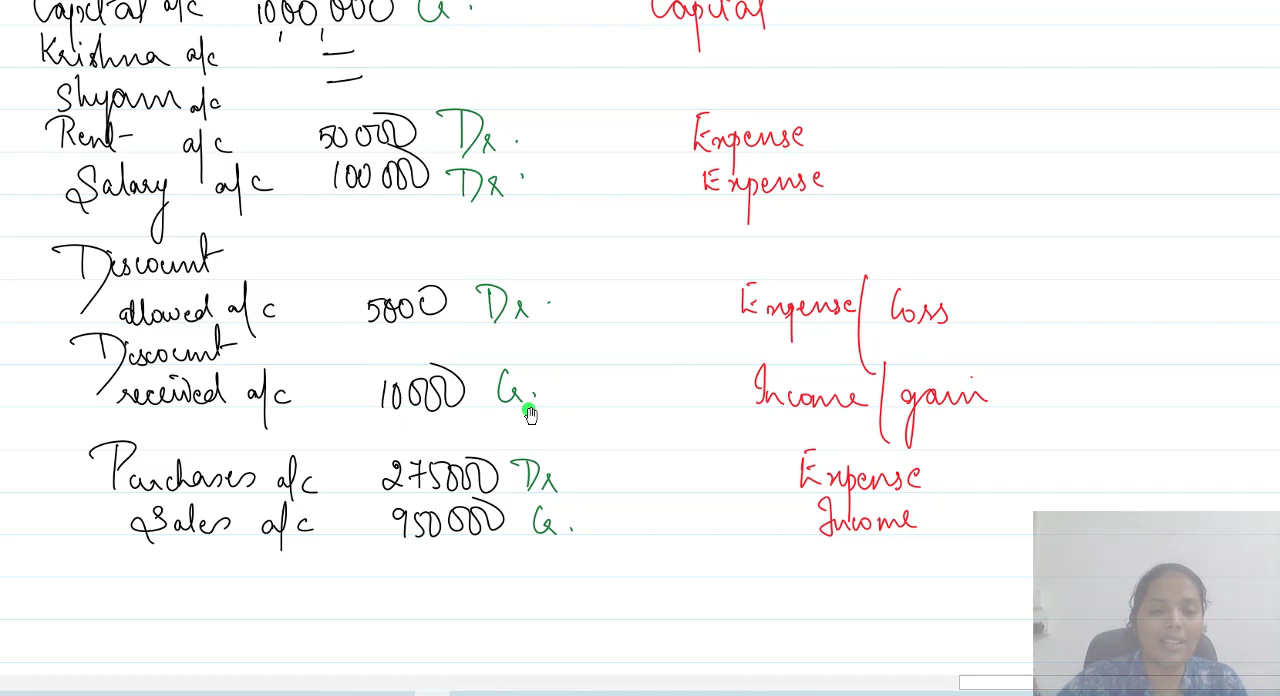 Capital a/c 1000000 Cr. Capital
Krishna a/c —
Shyam a/c —
Rent a/c 50000 Dr. Expense
Salary a/c 100000 Dr. Expense
Discount
allowed a/c 5000 Dr. Expense/Loss
Discount
received a/c 10000 Cr. Income/gain
Purchases a/c 275000 Dr Expense
Sales a/c 950000 Cr. Income